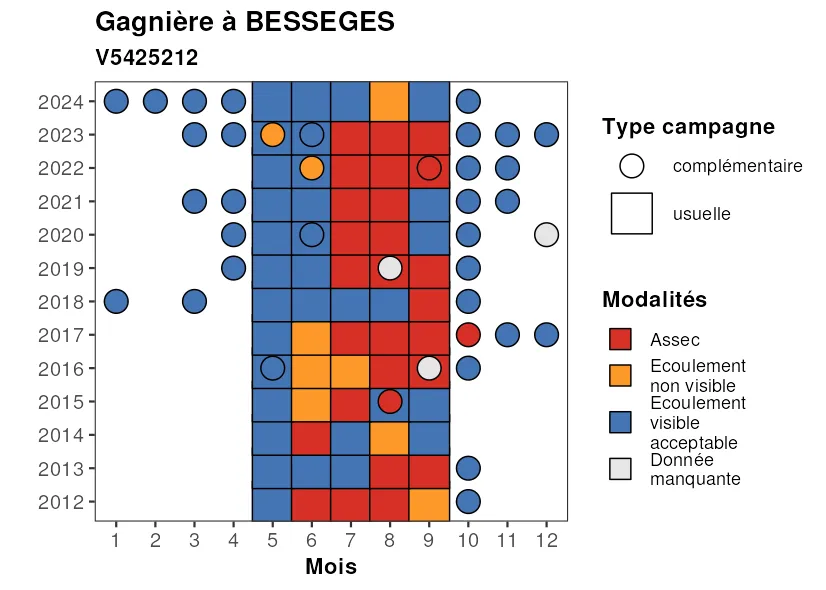 Gagnière à BESSEGES
V5425212
2024
2023
2022
2021
2020
2019
2018
2017
2016
2015
2014
2013
2012
1 2 3 4 5 6 7 8 9 10 11 12
Mois
Type campagne
complémentaire
usuelle
Modalités
Assec
Ecoulement
non visible
Ecoulement
visible
acceptable
Donnée
manquante